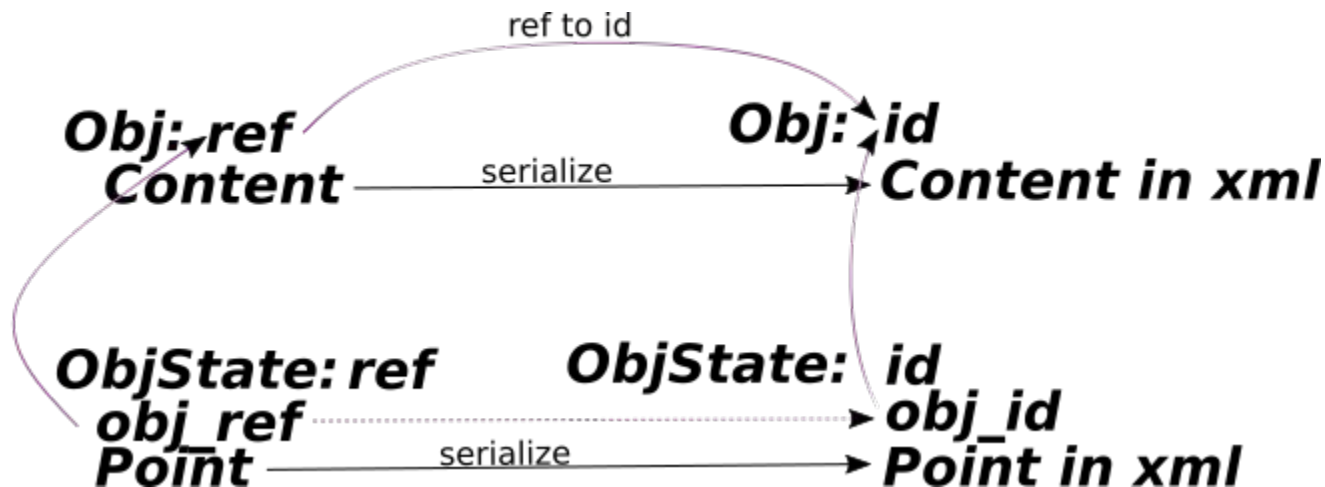 ref to id
Obj: ref Obj: id
Content serialize Content in xml
ObjState: ref ObjState: id
obj_ref obj_id
Point serialize Point in xml